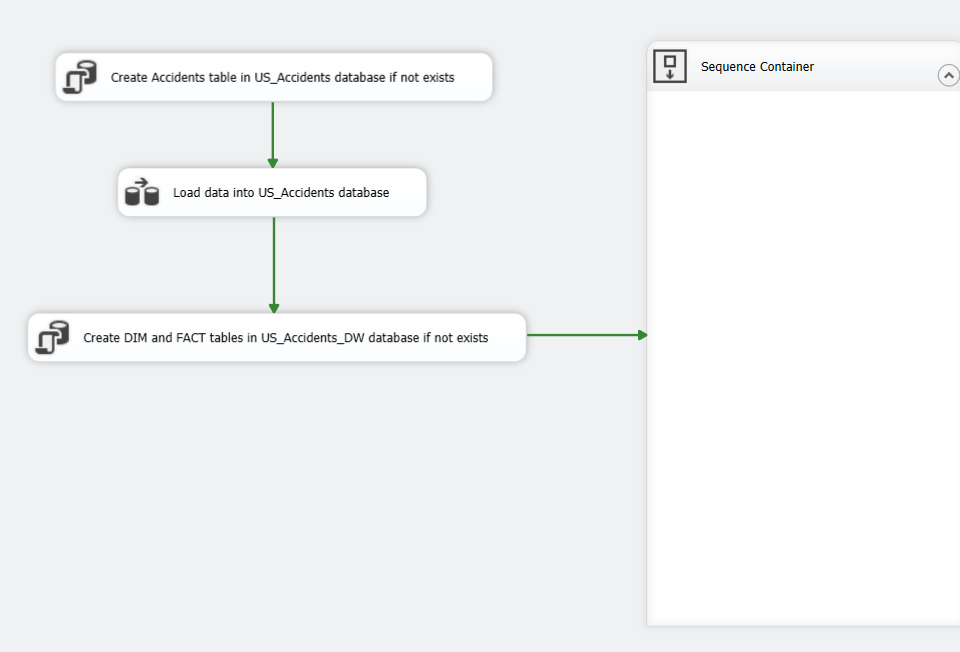 Create Accidents table in US_Accidents database if not exists
Sequence Container
Load data into US_Accidents database
Create DIM and FACT tables in US_Accidents_DW database if not exists